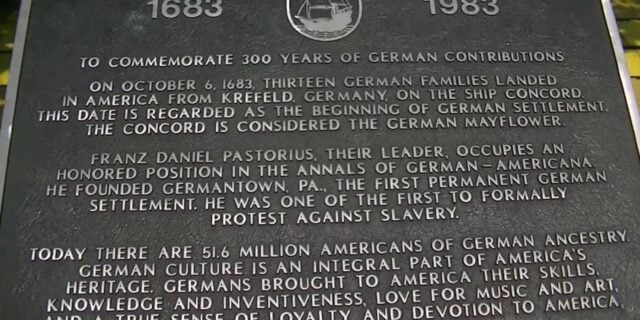 1683 1983
TO COMMEMORATE 300 YEARS OF GERMAN CONTRIBUTIONS
ON OCTOBER 6, 1683, THIRTEEN GERMAN FAMILIES LANDED
IN AMERICA FROM KREFELD, GERMANY, ON THE SHIP CONCORD.
THIS DATE IS REGARDED AS THE BEGINNING OF GERMAN SETTLEMENT.
THE CONCORD IS CONSIDERED THE GERMAN MAYFLOWER.
FRANZ DANIEL PASTORIUS, THEIR LEADER, OCCUPIES AN
HONORED POSITION IN THE ANNALS OF GERMAN-AMERICANA.
HE FOUNDED GERMANTOWN, PA., THE FIRST PERMANENT GERMAN
SETTLEMENT. HE WAS ONE OF THE FIRST TO FORMALLY
PROTEST AGAINST SLAVERY.
TODAY THERE ARE 51.6 MILLION AMERICANS OF GERMAN ANCESTRY.
GERMAN CULTURE IS AN INTEGRAL PART OF AMERICA'S
HERITAGE. GERMANS BROUGHT TO AMERICA THEIR SKILLS,
KNOWLEDGE AND INVENTIVENESS, LOVE FOR MUSIC AND ART,
AND A TRUE SENSE OF LOYALTY AND DEVOTION TO AMERICA,